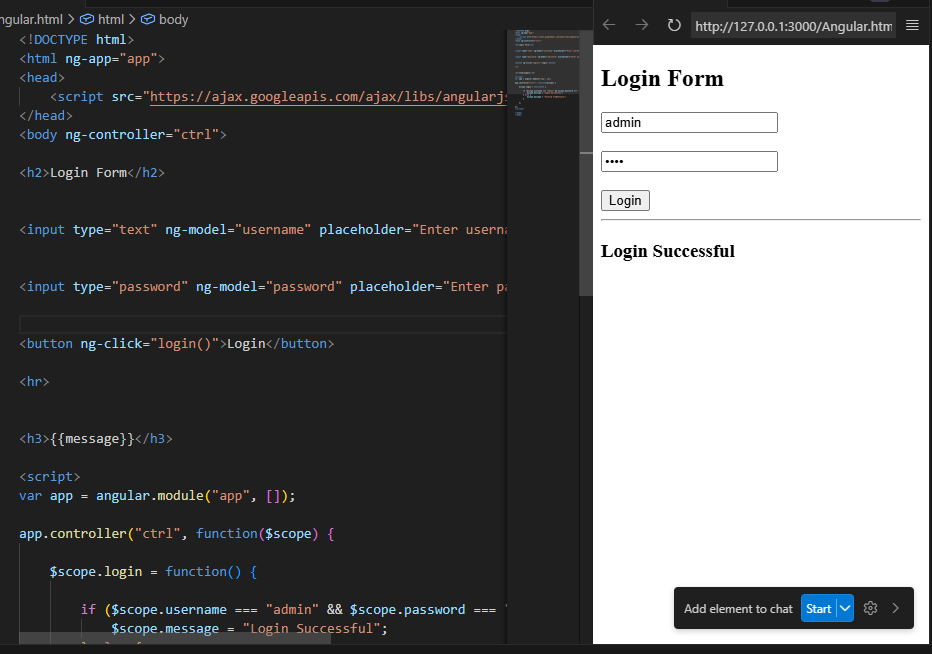 ngular.html > html > body
<!DOCTYPE html>
<html ng-app="app">
<head>
<script src="https://ajax.googleapis.com/ajax/libs/angularjs
</head>
<body ng-controller="ctrl">
<h2>Login Form</h2>
<input type="text" ng-model="username" placeholder="Enter userna
<input type="password" ng-model="password" placeholder="Enter pa
<button ng-click="login()">Login</button>
<hr>
<h3>{{message}}</h3>
<script>
var app = angular.module("app", []);
app.controller("ctrl", function($scope) {
$scope.login = function() {
if ($scope.username === "admin" && $scope.password === "
$scope.message = "Login Successful";
http://127.0.0.1:3000/Angular.htm
Login Form
admin
••••
Login
Login Successful
Add element to chat Start